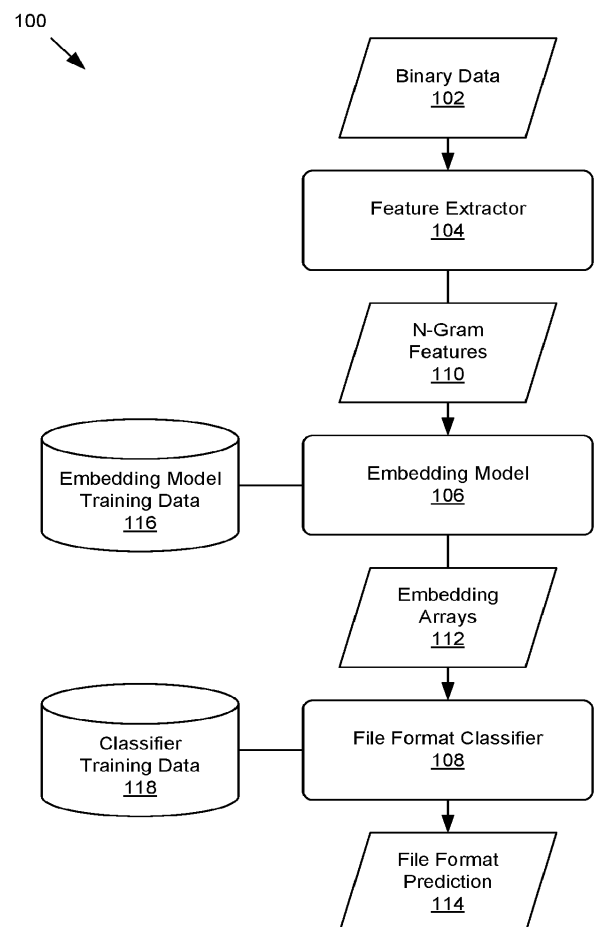 100
Binary Data
102
Feature Extractor
104
N-Gram
Features
110
Embedding Model
Training Data
116
Embedding Model
106
Embedding
Arrays
112
Classifier
Training Data
118
File Format Classifier
108
File Format
Prediction
114